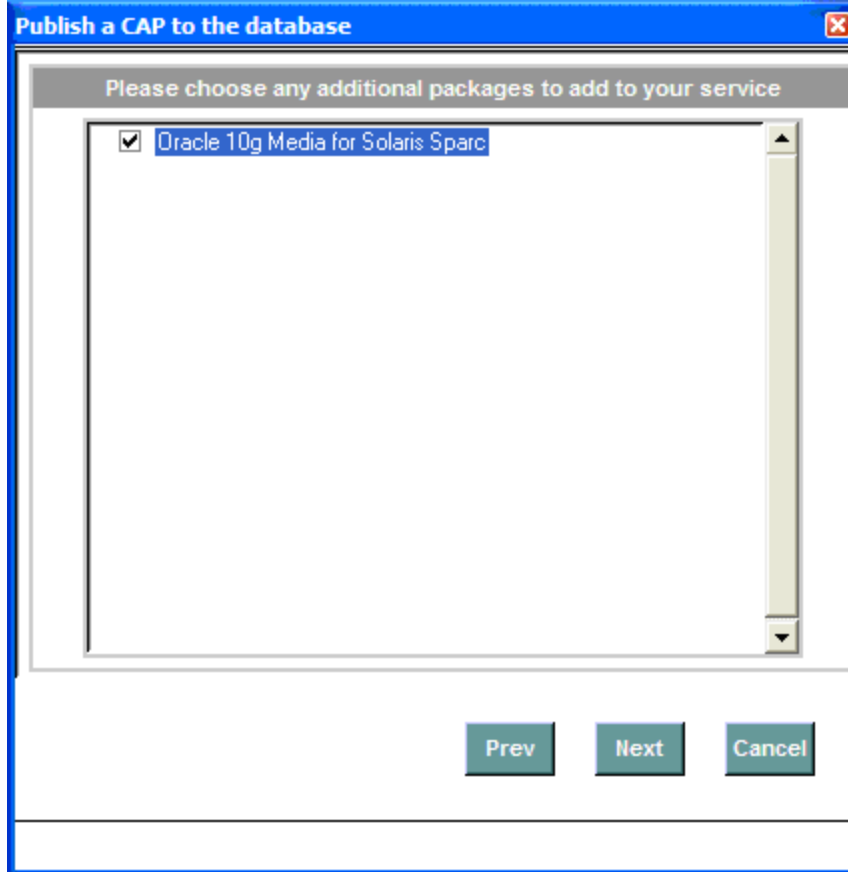 Publish a CAP to the database
Please choose any additional packages to add to your service
Oracle 10g Media for Solaris Sparc
Prev Next Cancel